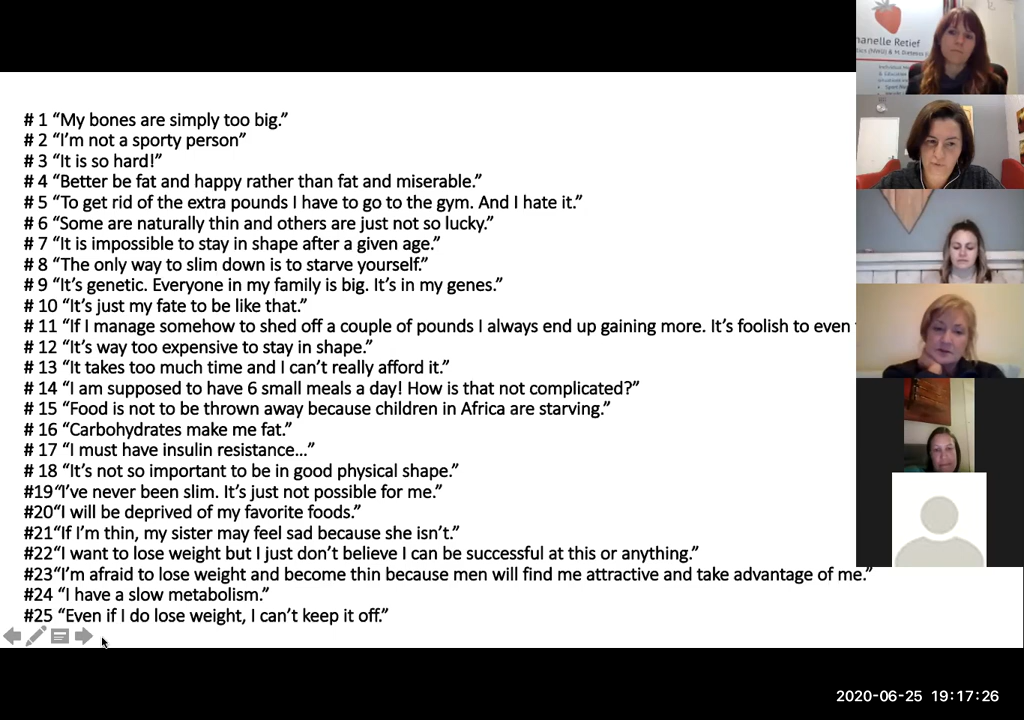 # 1 “My bones are simply too big.”
# 2 “I’m not a sporty person”
# 3 “It is so hard!”
# 4 “Better be fat and happy rather than fat and miserable.”
# 5 “To get rid of the extra pounds I have to go to the gym. And I hate it.”
# 6 “Some are naturally thin and others are just not so lucky.”
# 7 “It is impossible to stay in shape after a given age.”
# 8 “The only way to slim down is to starve yourself.”
# 9 “It’s genetic. Everyone in my family is big. It’s in my genes.”
# 10 “It’s just my fate to be like that.”
# 11 “If I manage somehow to shed off a couple of pounds I always end up gaining more. It’s foolish to even
# 12 “It’s way too expensive to stay in shape.”
# 13 “It takes too much time and I can’t really afford it.”
# 14 “I am supposed to have 6 small meals a day! How is that not complicated?”
# 15 “Food is not to be thrown away because children in Africa are starving.”
# 16 “Carbohydrates make me fat.”
# 17 “I must have insulin resistance…”
# 18 “It’s not so important to be in good physical shape.”
#19“I’ve never been slim. It’s just not possible for me.”
#20“I will be deprived of my favorite foods.”
#21“If I’m thin, my sister may feel sad because she isn’t.”
#22“I want to lose weight but I just don’t believe I can be successful at this or anything.”
#23“I’m afraid to lose weight and become thin because men will find me attractive and take advantage of me.”
#24 “I have a slow metabolism.”
#25 “Even if I do lose weight, I can’t keep it off.”
anelle Retief
2020-06-25 19:17:26